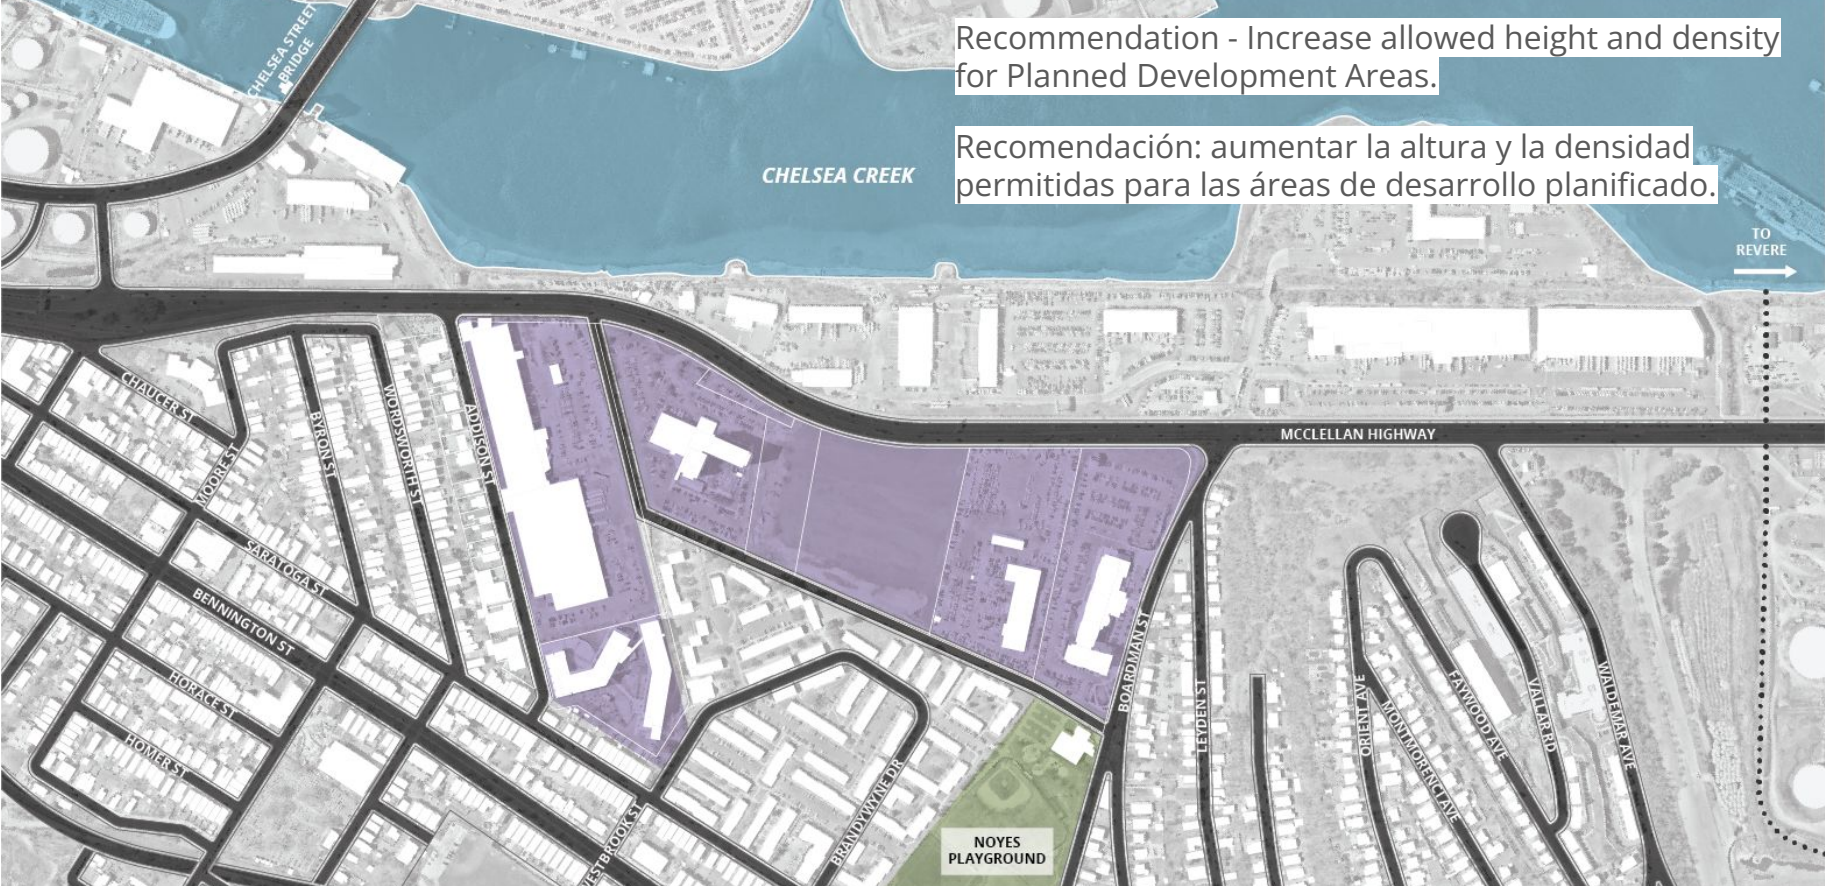 Recommendation - Increase allowed height and density
for Planned Development Areas.
Recomendación: aumentar la altura y la densidad
permitidas para las áreas de desarrollo planificado.
CHELSEA STREET
BRIDGE
CHELSEA CREEK
TO
REVERE
MCCLELLAN HIGHWAY
CHAUCER ST
MOORE ST
BYRON ST
WORDSWORTH ST
ADDISON ST
SARATOGA ST
BENNINGTON ST
HORACE ST
HOMER ST
WESTBROOK ST
BRANDYWYNE DR
BOARDMAN ST
LEYDEN ST
ORIENT AVE
MONTMORENCI AVE
FAYWOOD AVE
VALLAR RD
WALDEMAR AVE
NOYES
PLAYGROUND